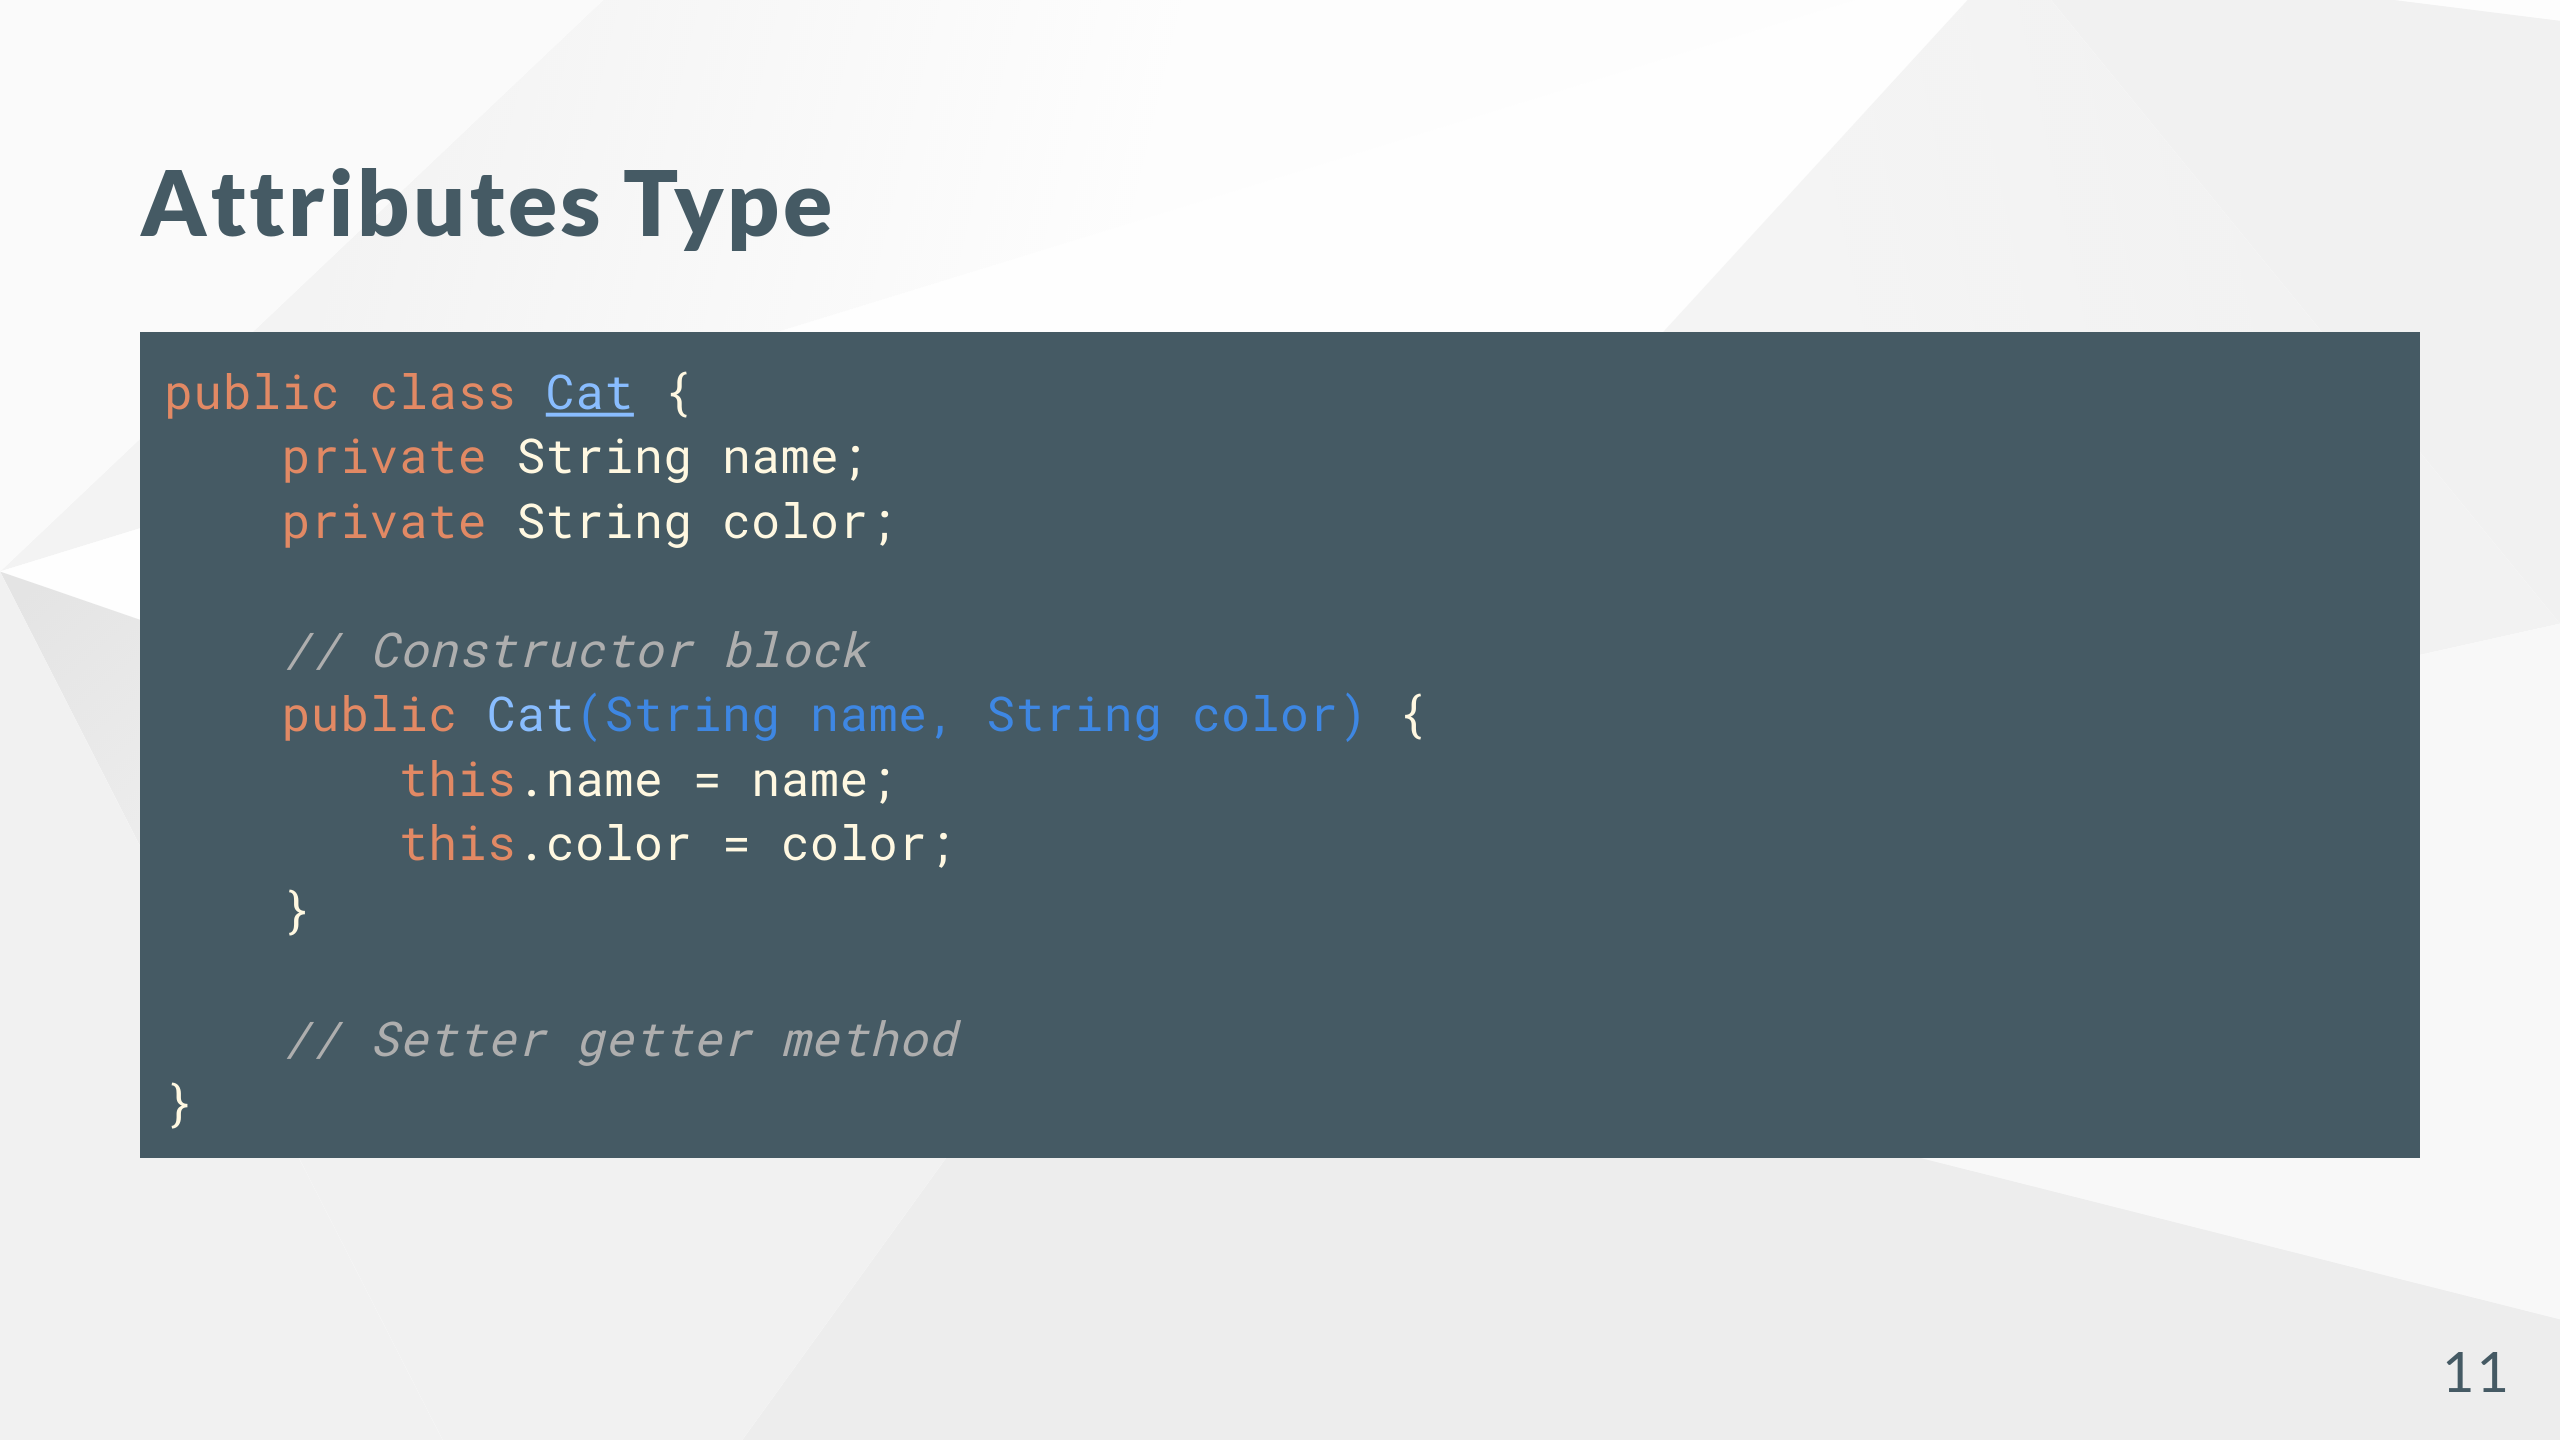 Attributes Type
public class Cat {
    private String name;
    private String color;

    // Constructor block
    public Cat(String name, String color) {
        this.name = name;
        this.color = color;
    }

    // Setter getter method
}
11